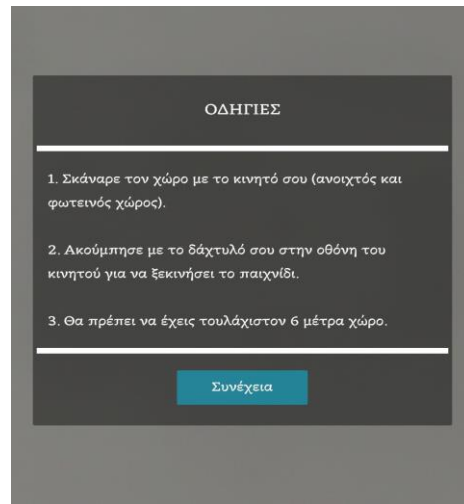 ΟΔΗΓΙΕΣ
1. Σκάναρε τον χώρο με το κινητό σου (ανοιχτός και
φωτεινός χώρος).
2. Ακούμπησε με το δάχτυλό σου στην οθόνη του
κινητού για να ξεκινήσει το παιχνίδι.
3. Θα πρέπει να έχεις τουλάχιστον 6 μέτρα χώρο.
Συνέχεια